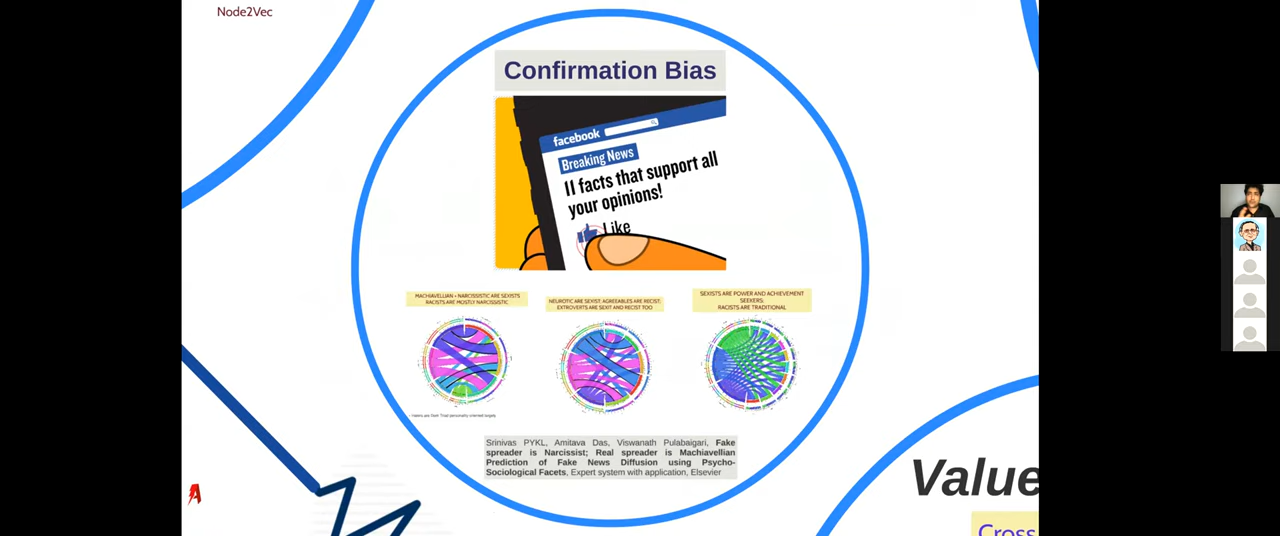 Node2Vec
Confirmation Bias
facebook
Breaking News
11 facts that support all
your opinions!
Like
MACHIAVELLIAN + NARCISSISTIC ARE SEXISTS
RACISTS ARE MOSTLY NARCISSISTIC
NEUROTIC ARE SEXIST; AGREEABLES ARE RECIST;
EXTROVERTS ARE SEXIT AND RECIST TOO
SEXISTS ARE POWER AND ACHIEVEMENT
SEEKERS;
RACISTS ARE TRADITIONAL
Srinivas PYKL, Amitava Das, Viswanath Pulabaigari, Fake
spreader is Narcissist; Real spreader is Machiavellian
Prediction of Fake News Diffusion using Psycho-
Sociological Facets, Expert system with application, Elsevier
Value
Cross